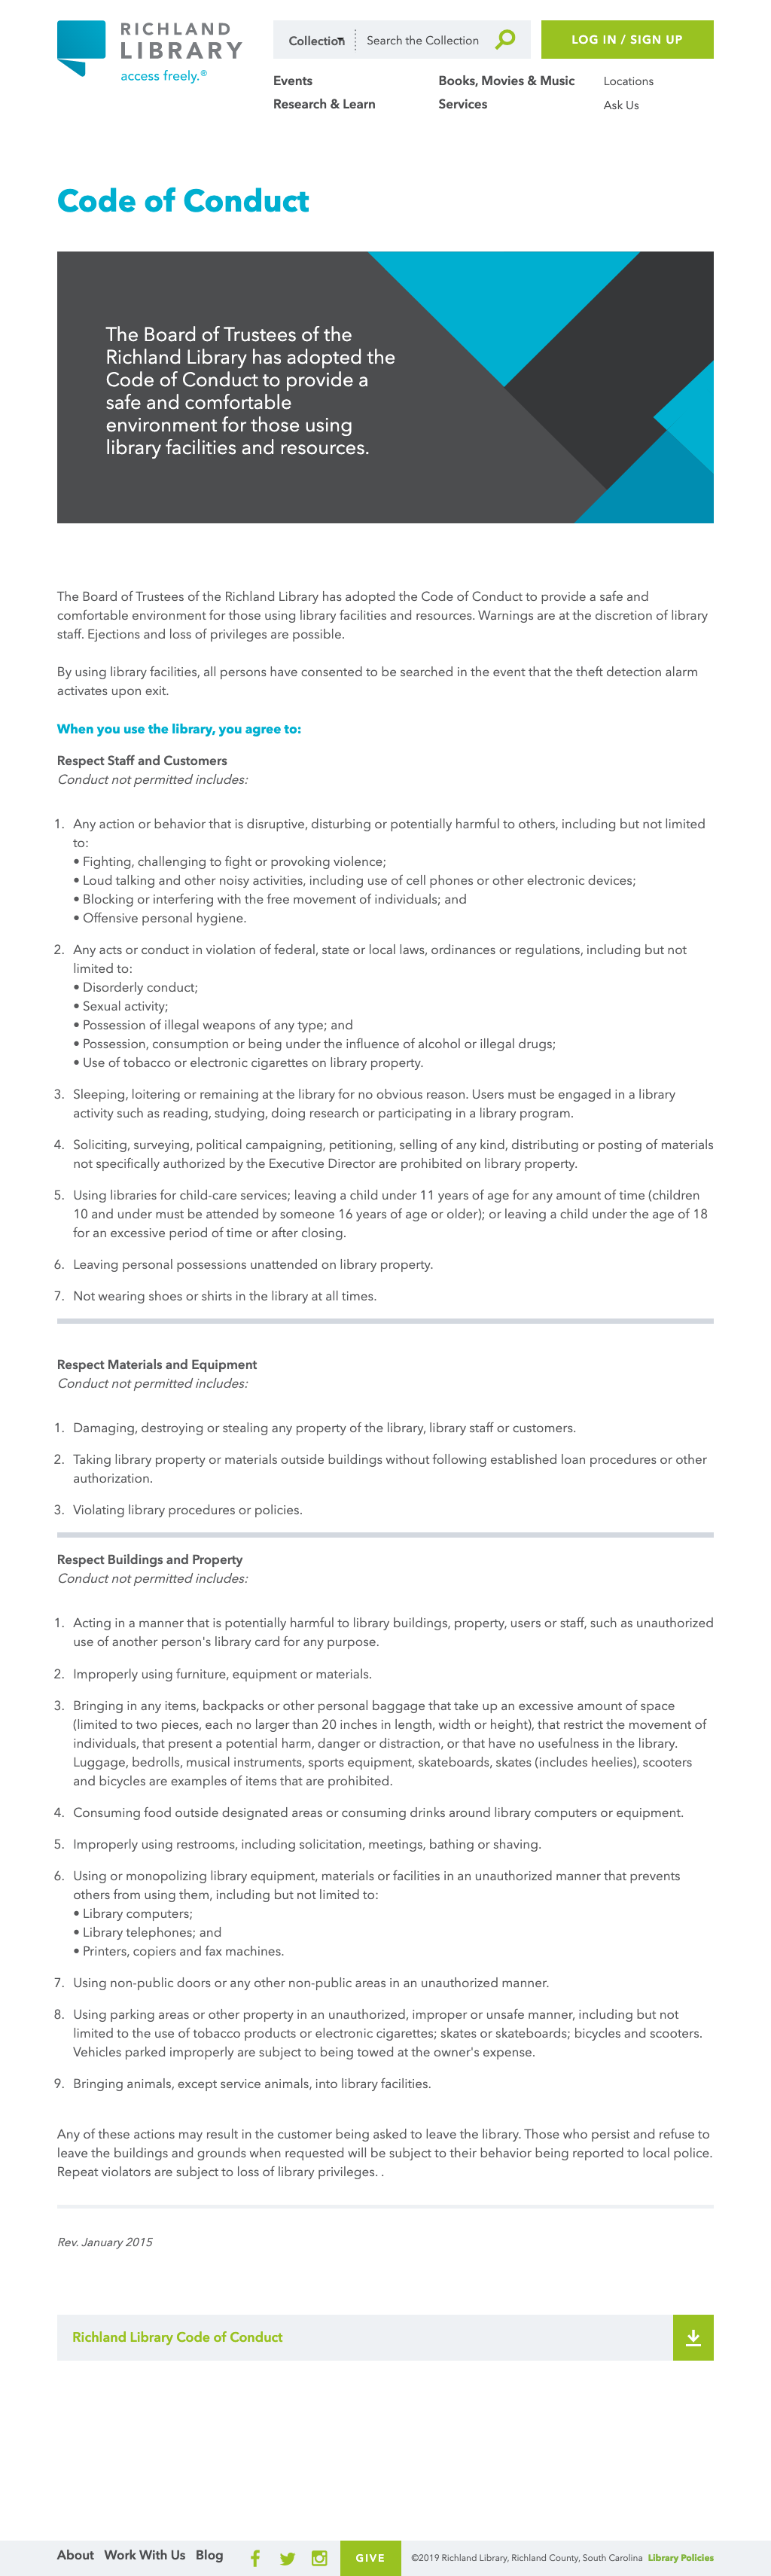 RICHLAND
LIBRARY
access freely.®
Collection
Search the Collection
LOG IN / SIGN UP
Events
Books, Movies & Music
Locations
Research & Learn
Services
Ask Us
Code of Conduct
The Board of Trustees of the
Richland Library has adopted the
Code of Conduct to provide a
safe and comfortable
environment for those using
library facilities and resources.
The Board of Trustees of the Richland Library has adopted the Code of Conduct to provide a safe and
comfortable environment for those using library facilities and resources. Warnings are at the discretion of library
staff. Ejections and loss of privileges are possible.
By using library facilities, all persons have consented to be searched in the event that the theft detection alarm
activates upon exit.
When you use the library, you agree to:
Respect Staff and Customers
Conduct not permitted includes:
1. Any action or behavior that is disruptive, disturbing or potentially harmful to others, including but not limited
to:
• Fighting, challenging to fight or provoking violence;
• Loud talking and other noisy activities, including use of cell phones or other electronic devices;
• Blocking or interfering with the free movement of individuals; and
• Offensive personal hygiene.
2. Any acts or conduct in violation of federal, state or local laws, ordinances or regulations, including but not
limited to:
• Disorderly conduct;
• Sexual activity;
• Possession of illegal weapons of any type; and
• Possession, consumption or being under the influence of alcohol or illegal drugs;
• Use of tobacco or electronic cigarettes on library property.
3. Sleeping, loitering or remaining at the library for no obvious reason. Users must be engaged in a library
activity such as reading, studying, doing research or participating in a library program.
4. Soliciting, surveying, political campaigning, petitioning, selling of any kind, distributing or posting of materials
not specifically authorized by the Executive Director are prohibited on library property.
5. Using libraries for child-care services; leaving a child under 11 years of age for any amount of time (children
10 and under must be attended by someone 16 years of age or older); or leaving a child under the age of 18
for an excessive period of time or after closing.
6. Leaving personal possessions unattended on library property.
7. Not wearing shoes or shirts in the library at all times.
Respect Materials and Equipment
Conduct not permitted includes:
1. Damaging, destroying or stealing any property of the library, library staff or customers.
2. Taking library property or materials outside buildings without following established loan procedures or other
authorization.
3. Violating library procedures or policies.
Respect Buildings and Property
Conduct not permitted includes:
1. Acting in a manner that is potentially harmful to library buildings, property, users or staff, such as unauthorized
use of another person's library card for any purpose.
2. Improperly using furniture, equipment or materials.
3. Bringing in any items, backpacks or other personal baggage that take up an excessive amount of space
(limited to two pieces, each no larger than 20 inches in length, width or height), that restrict the movement of
individuals, that present a potential harm, danger or distraction, or that have no usefulness in the library.
Luggage, bedrolls, musical instruments, sports equipment, skateboards, skates (includes heelies), scooters
and bicycles are examples of items that are prohibited.
4. Consuming food outside designated areas or consuming drinks around library computers or equipment.
5. Improperly using restrooms, including solicitation, meetings, bathing or shaving.
6. Using or monopolizing library equipment, materials or facilities in an unauthorized manner that prevents
others from using them, including but not limited to:
• Library computers;
• Library telephones; and
• Printers, copiers and fax machines.
7. Using non-public doors or any other non-public areas in an unauthorized manner.
8. Using parking areas or other property in an unauthorized, improper or unsafe manner, including but not
limited to the use of tobacco products or electronic cigarettes; skates or skateboards; bicycles and scooters.
Vehicles parked improperly are subject to being towed at the owner's expense.
9. Bringing animals, except service animals, into library facilities.
Any of these actions may result in the customer being asked to leave the library. Those who persist and refuse to
leave the buildings and grounds when requested will be subject to their behavior being reported to local police.
Repeat violators are subject to loss of library privileges. .
Rev. January 2015
Richland Library Code of Conduct
About Work With Us Blog
GIVE
©2019 Richland Library, Richland County, South Carolina Library Policies